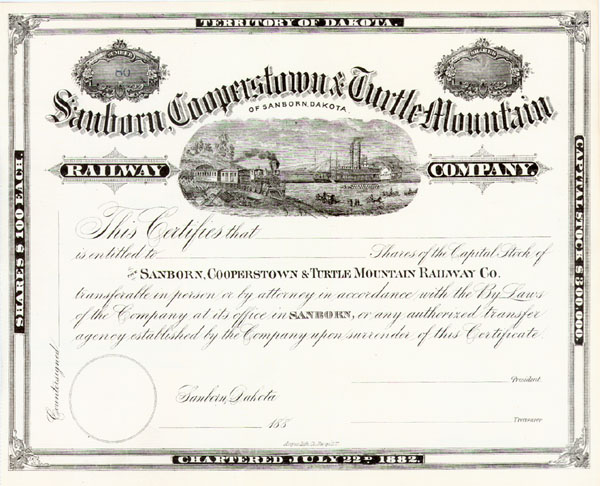 TERRITORY OF DAKOTA.
NUMBER
80
SHARES
Sanborn, Cooperstown & Turtle Mountain
OF SANBORN, DAKOTA
RAILWAY
COMPANY.
SHARES $100 EACH.
CAPITAL STOCK $800,000.
This Certifies that
is entitled to Shares of the Capital Stock of
THE SANBORN, COOPERSTOWN & TURTLE MOUNTAIN RAILWAY CO.
transferable in person or by attorney in accordance with the By Laws
of the Company at its office in SANBORN, or any authorized transfer
agency established by the Company upon surrender of this Certificate.
Countersigned
President
Sanborn, Dakota
188
Treasurer
CHARTERED JULY 22D. 1882.